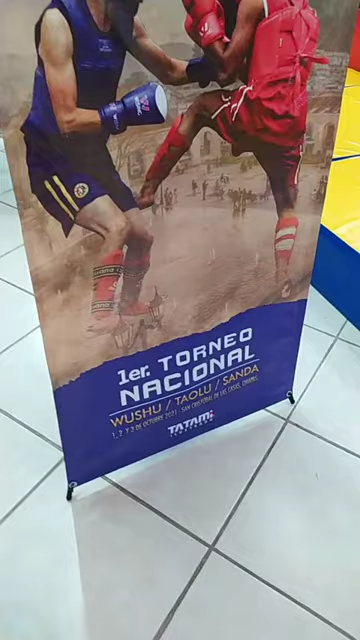 1er. TORNEO
NACIONAL
WUSHU / TAOLU / SANDA
1, 2 Y 3 DE OCTUBRE 2021 - SAN CRISTÓBAL DE LAS CASAS, CHIAPAS.
TATAMI